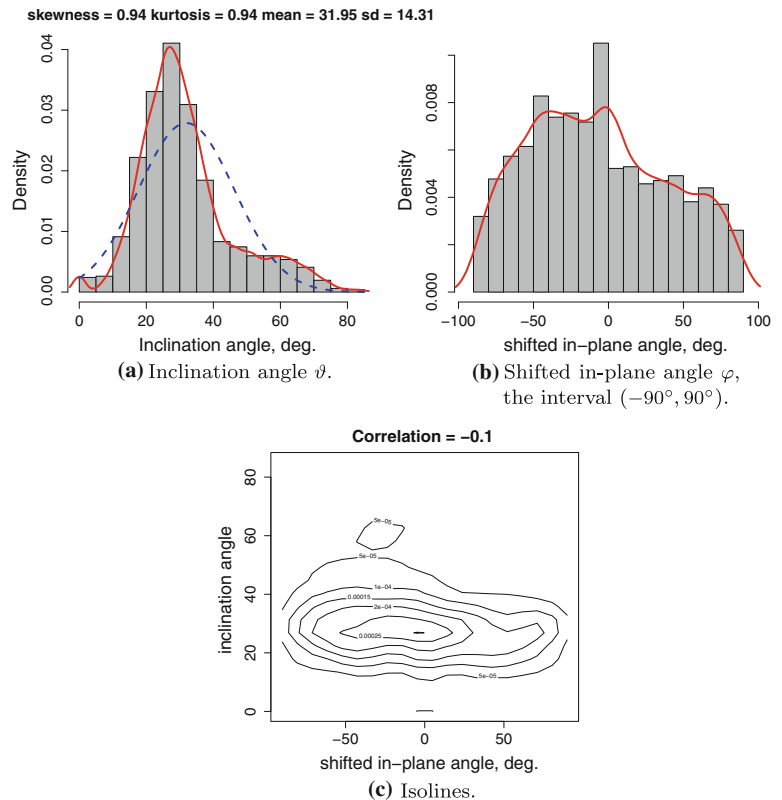 skewness = 0.94 kurtosis = 0.94 mean = 31.95 sd = 14.31
0.04
0.03
0.02
0.01
0.00
Density
0 20 40 60 80
Inclination angle, deg.
(a) Inclination angle ϑ.
0.008
0.004
0.000
Density
−100 −50 0 50 100
shifted in−plane angle, deg.
(b) Shifted in-plane angle φ,
the interval (−90°, 90°).
Correlation = −0.1
80
60
40
20
0
inclination angle
5e−05
5e−05
1e−04
0.00015
2e−04
0.00025
5e−05
−50 0 50
shifted in−plane angle, deg.
(c) Isolines.